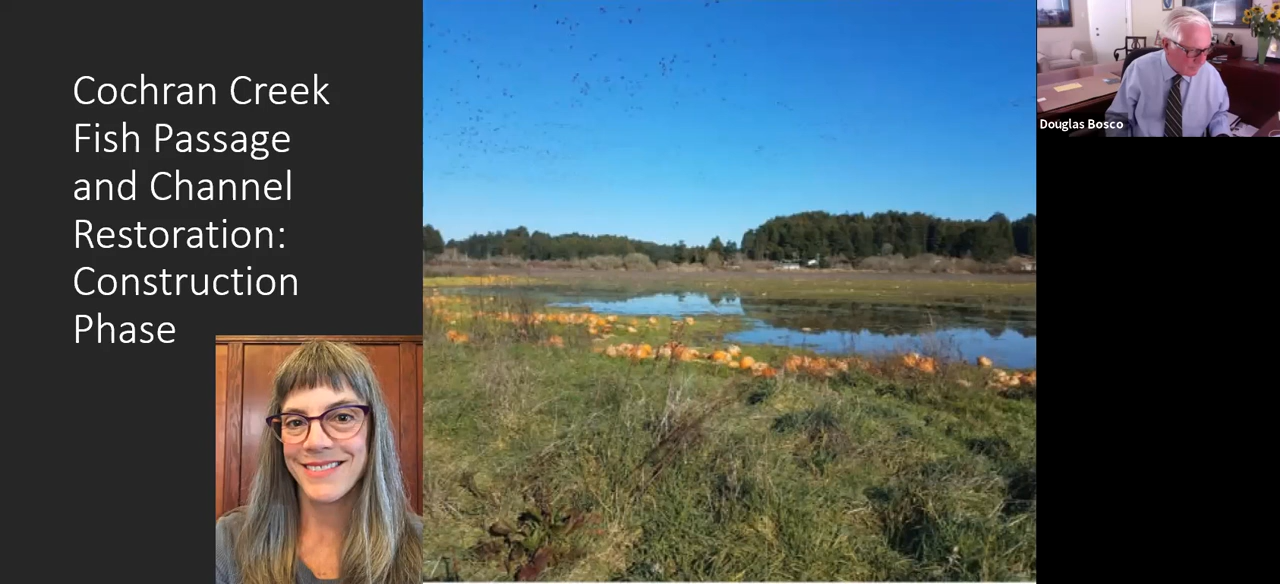 Cochran Creek
Fish Passage
and Channel
Restoration:
Construction
Phase
Douglas Bosco